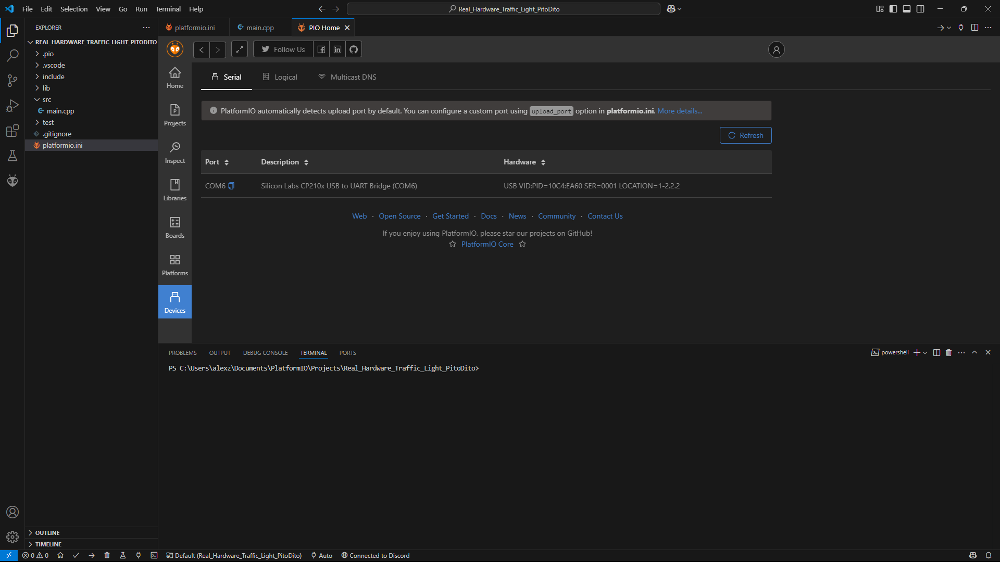 File Edit Selection View Go Run Terminal Help
Real_Hardware_Traffic_Light_PitoDito
EXPLORER
REAL_HARDWARE_TRAFFIC_LIGHT_PITODITO
.pio
.vscode
include
lib
src
main.cpp
test
.gitignore
platformio.ini
OUTLINE
TIMELINE
platformio.ini
main.cpp
PIO Home
Follow Us
Home
Projects
Inspect
Libraries
Boards
Platforms
Devices
Serial Logical Multicast DNS
PlatformIO automatically detects upload port by default. You can configure a custom port using upload_port option in platformio.ini. More details...
Refresh
Port Description Hardware
COM6 Silicon Labs CP210x USB to UART Bridge (COM6) USB VID:PID=10C4:EA60 SER=0001 LOCATION=1-2.2.2
Web · Open Source · Get Started · Docs · News · Community · Contact Us
If you enjoy using PlatformIO, please star our projects on GitHub!
PlatformIO Core
PROBLEMS OUTPUT DEBUG CONSOLE TERMINAL PORTS
powershell
PS C:\Users\alexz\Documents\PlatformIO\Projects\Real_Hardware_Traffic_Light_PitoDito>
0 0 Default (Real_Hardware_Traffic_Light_PitoDito) Auto Connected to Discord